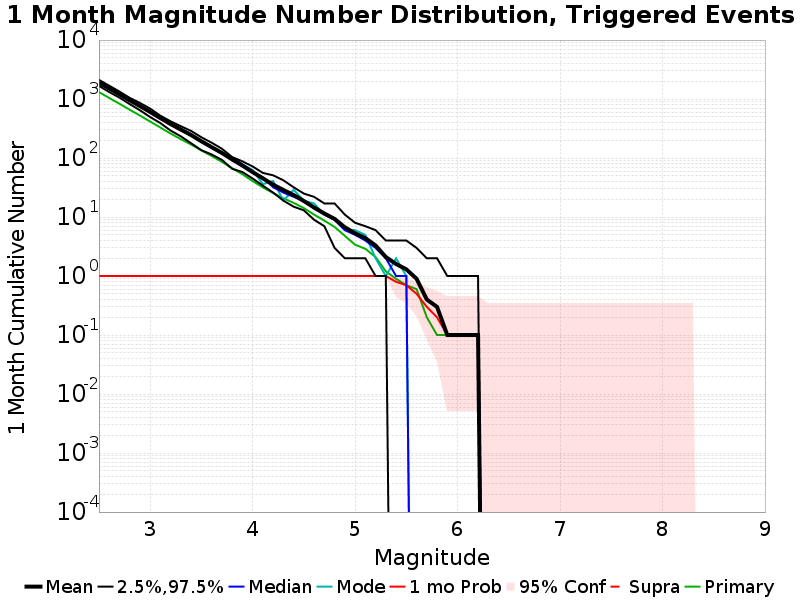 1 Month Magnitude Number Distribution, Triggered Events
10^4
10^3
10^2
10^1
10^0
10^-1
10^-2
10^-3
10^-4
1 Month Cumulative Number
3 4 5 6 7 8 9
Magnitude
Mean 2.5%,97.5% Median Mode 1 mo Prob 95% Conf Supra Primary